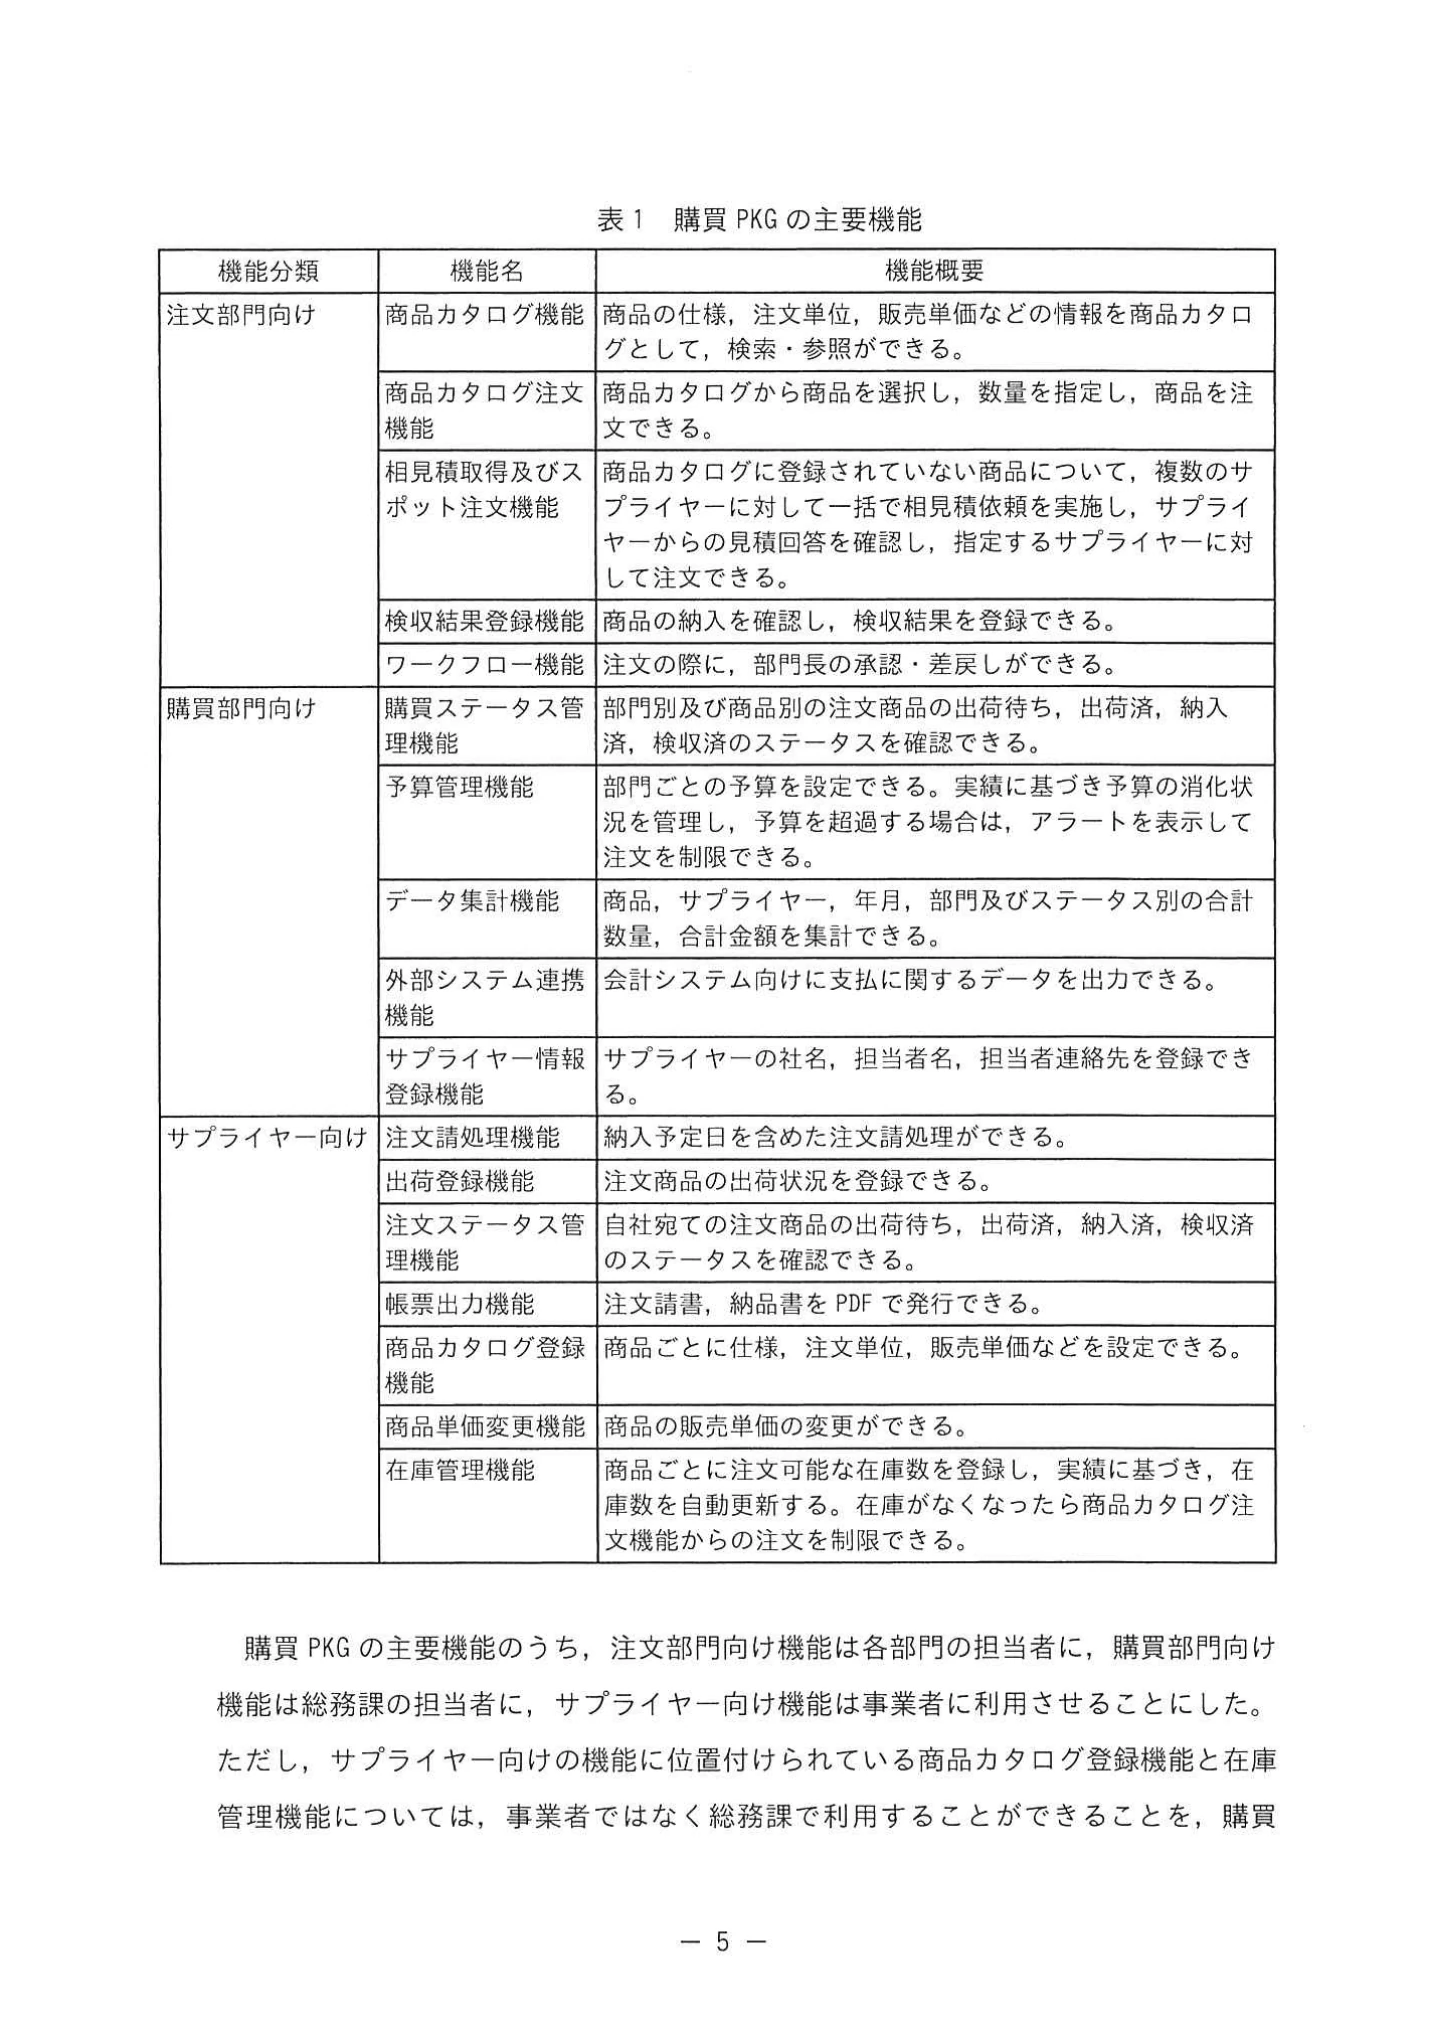 表1　購買 PKG の主要機能
機能分類　機能名　機能概要
注文部門向け　商品カタログ機能　商品の仕様，注文単位，販売単価などの情報を商品カタロ
グとして，検索・参照ができる。
商品カタログ注文　商品カタログから商品を選択し，数量を指定し，商品を注
機能　文できる。
相見積取得及びス　商品カタログに登録されていない商品について，複数のサ
ポット注文機能　プライヤーに対して一括で相見積依頼を実施し，サプライ
ヤーからの見積回答を確認し，指定するサプライヤーに対
して注文できる。
検収結果登録機能　商品の納入を確認し，検収結果を登録できる。
ワークフロー機能　注文の際に，部門長の承認・差戻しができる。
購買部門向け　購買ステータス管　部門別及び商品別の注文商品の出荷待ち，出荷済，納入
理機能　済，検収済のステータスを確認できる。
予算管理機能　部門ごとの予算を設定できる。実績に基づき予算の消化状
況を管理し，予算を超過する場合は，アラートを表示して
注文を制限できる。
データ集計機能　商品，サプライヤー，年月，部門及びステータス別の合計
数量，合計金額を集計できる。
外部システム連携　会計システム向けに支払に関するデータを出力できる。
機能
サプライヤー情報　サプライヤーの社名，担当者名，担当者連絡先を登録でき
登録機能　る。
サプライヤー向け　注文請処理機能　納入予定日を含めた注文請処理ができる。
出荷登録機能　注文商品の出荷状況を登録できる。
注文ステータス管　自社宛ての注文商品の出荷待ち，出荷済，納入済，検収済
理機能　のステータスを確認できる。
帳票出力機能　注文請書，納品書を PDF で発行できる。
商品カタログ登録　商品ごとに仕様，注文単位，販売単価などを設定できる。
機能
商品単価変更機能　商品の販売単価の変更ができる。
在庫管理機能　商品ごとに注文可能な在庫数を登録し，実績に基づき，在
庫数を自動更新する。在庫がなくなったら商品カタログ注
文機能からの注文を制限できる。
購買 PKG の主要機能のうち，注文部門向け機能は各部門の担当者に，購買部門向け
機能は総務課の担当者に，サプライヤー向け機能は事業者に利用させることにした。
ただし，サプライヤー向けの機能に位置付けられている商品カタログ登録機能と在庫
管理機能については，事業者ではなく総務課で利用することができることを，購買
－ 5 －